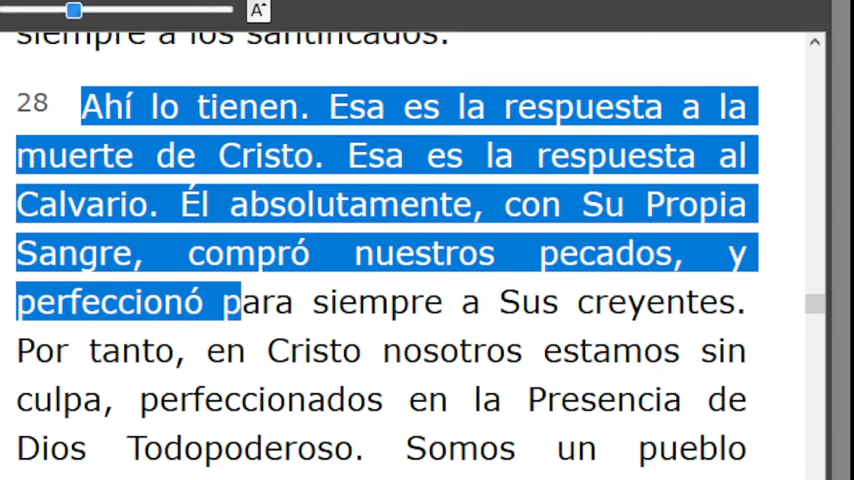 A
siempre a los santificados.
28 Ahí lo tienen. Esa es la respuesta a la
muerte de Cristo. Esa es la respuesta al
Calvario. Él absolutamente, con Su Propia
Sangre, compró nuestros pecados, y
perfeccionó para siempre a Sus creyentes.
Por tanto, en Cristo nosotros estamos sin
culpa, perfeccionados en la Presencia de
Dios Todopoderoso. Somos un pueblo